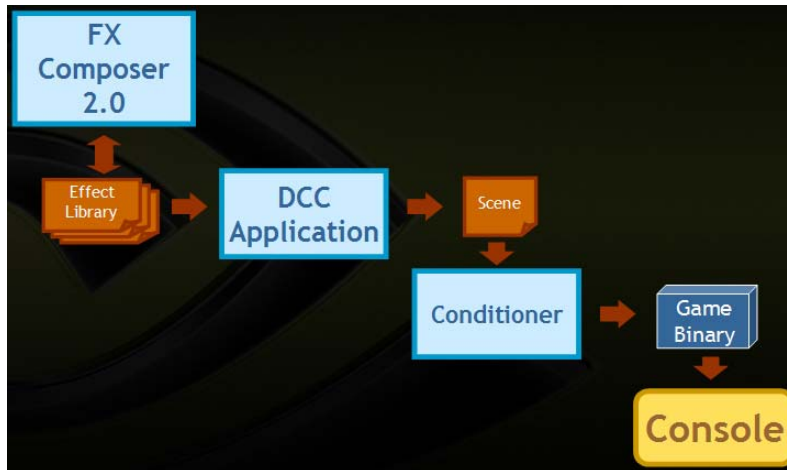 FX
Composer
2.0
Effect
Library
DCC
Application
Scene
Conditioner
Game
Binary
Console